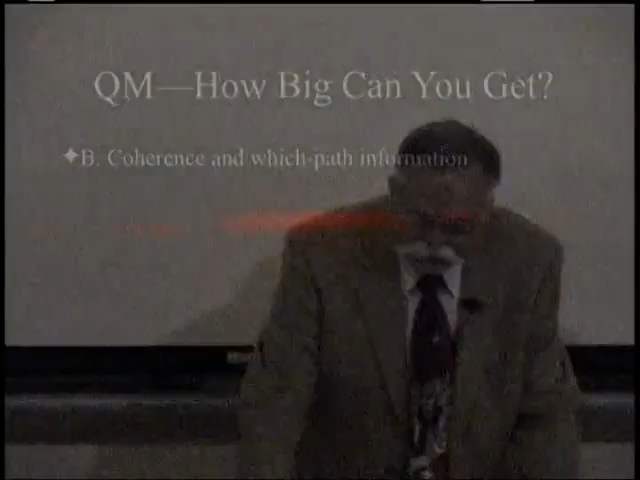 QM—How Big Can You Get?
✦B. Coherence and which-path information